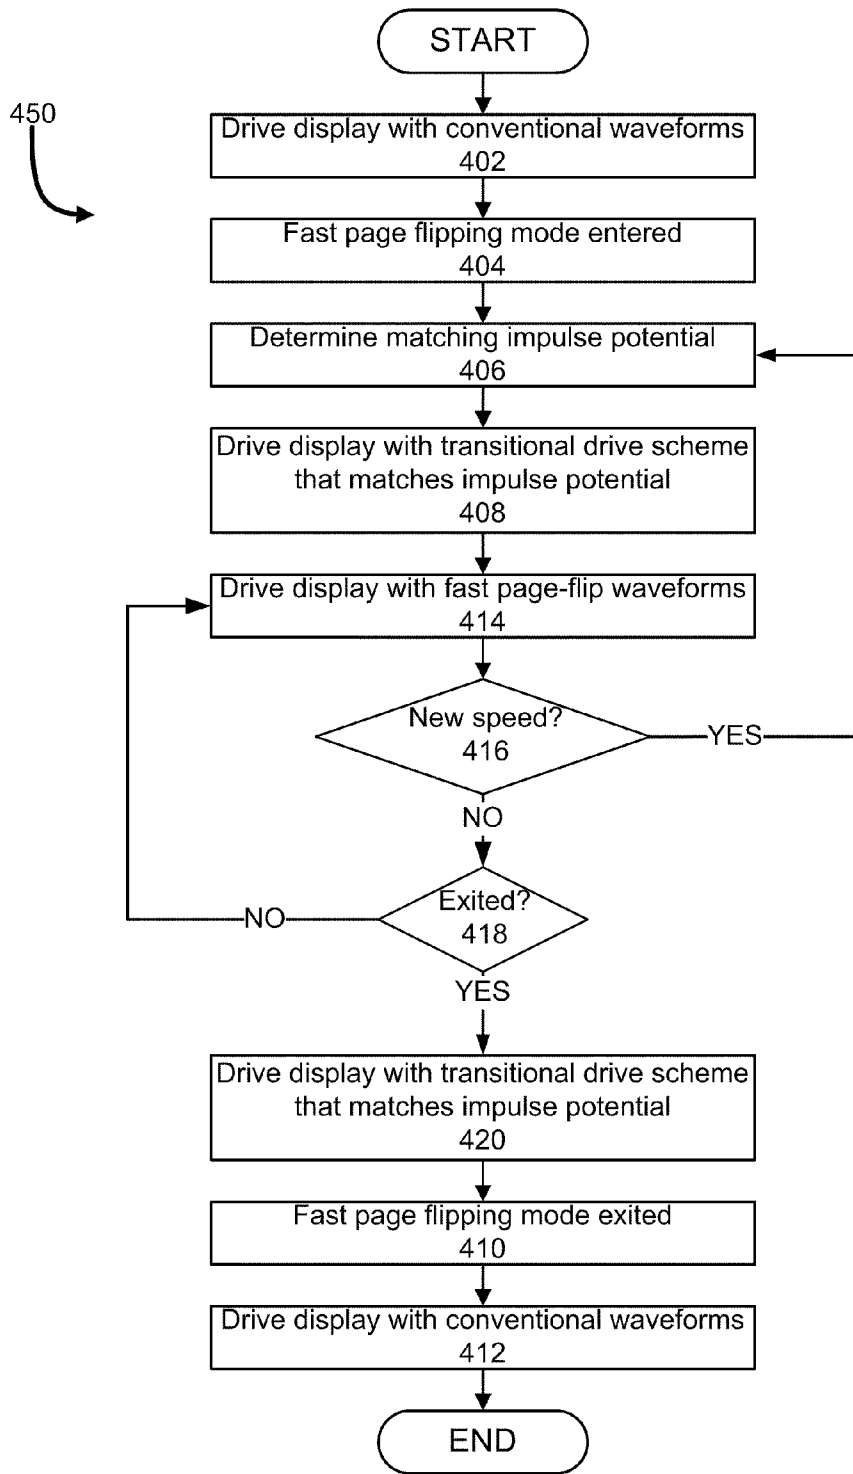 START
450
Drive display with conventional waveforms
402
Fast page flipping mode entered
404
Determine matching impulse potential
406
Drive display with transitional drive scheme
that matches impulse potential
408
Drive display with fast page-flip waveforms
414
New speed?
416
YES
NO
Exited?
418
NO
YES
Drive display with transitional drive scheme
that matches impulse potential
420
Fast page flipping mode exited
410
Drive display with conventional waveforms
412
END